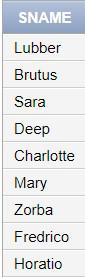 SNAME
Lubber
Brutus
Sara
Deep
Charlotte
Mary
Zorba
Fredrico
Horatio